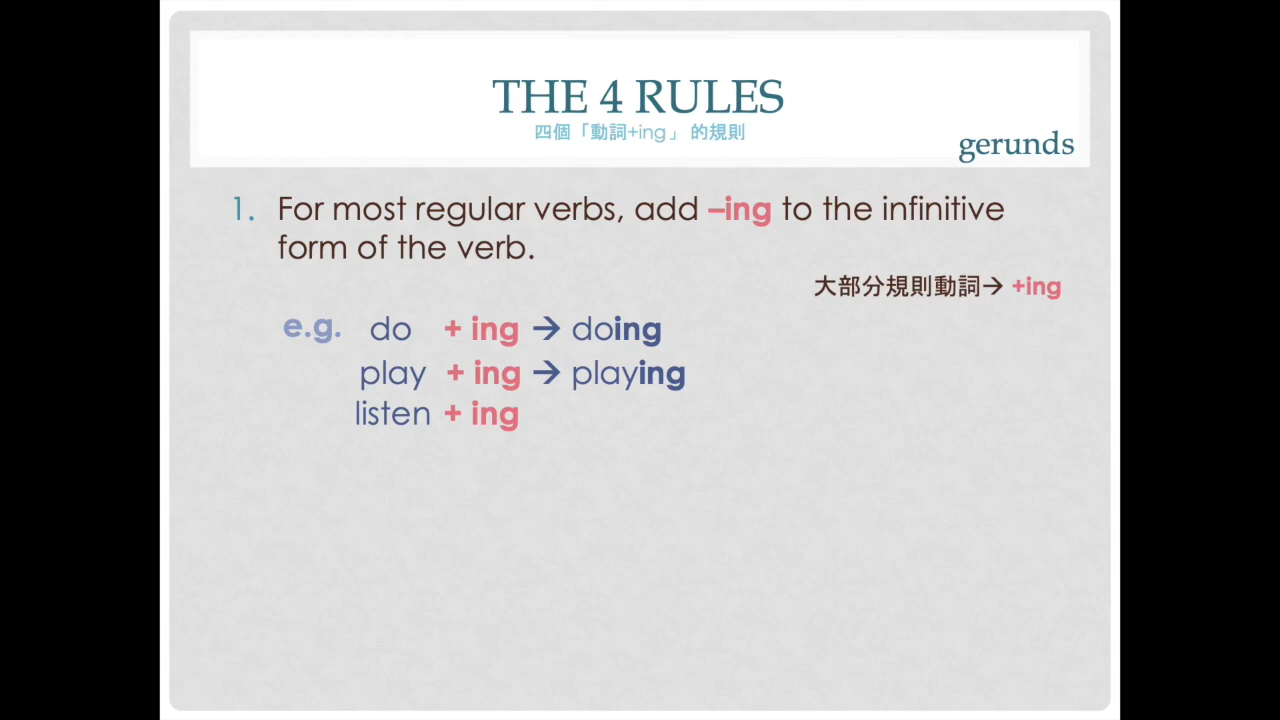 THE 4 RULES
四個「動詞+ing」 的規則
gerunds
1. For most regular verbs, add –ing to the infinitive
form of the verb.
大部分規則動詞→ +ing
e.g. do + ing → doing
play + ing → playing
listen + ing